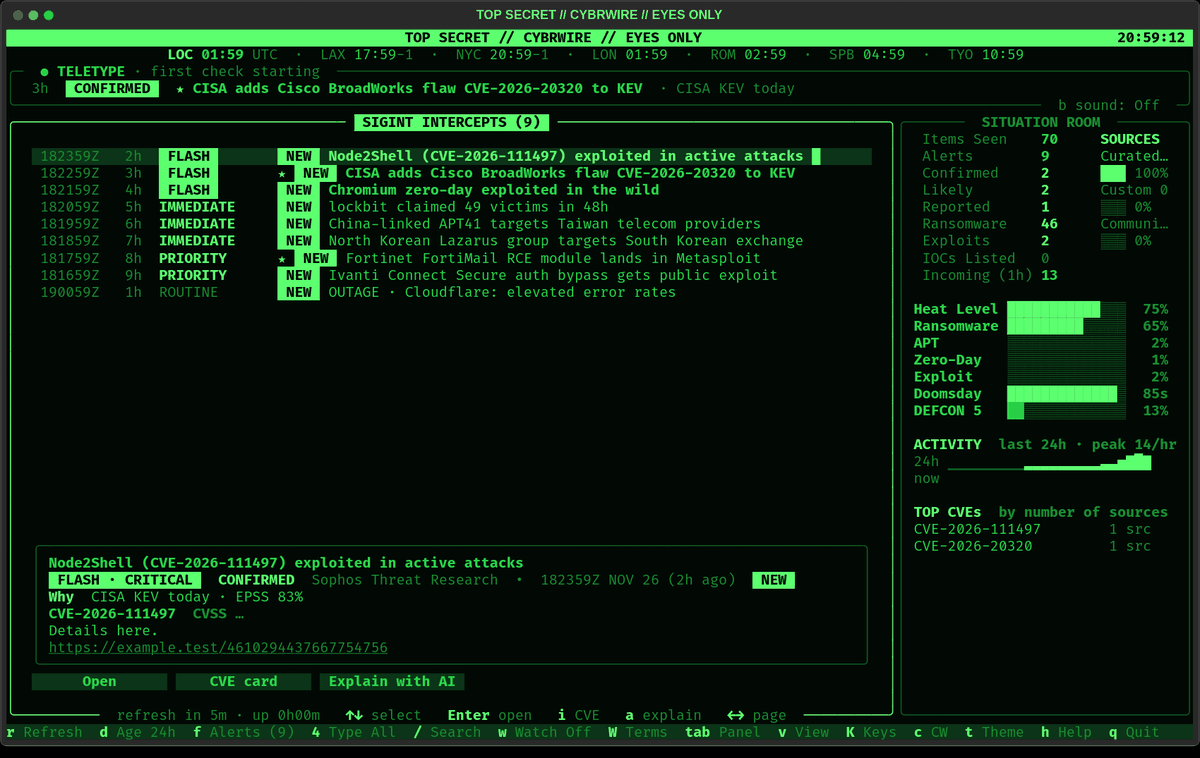 TOP SECRET // CYBRWIRE // EYES ONLY
TOP SECRET // CYBRWIRE // EYES ONLY 20:59:12
LOC 01:59 UTC · LAX 17:59-1 · NYC 20:59-1 · LON 01:59 · ROM 02:59 · SPB 04:59 · TYO 10:59
● TELETYPE · first check starting
3h CONFIRMED ★ CISA adds Cisco BroadWorks flaw CVE-2026-20320 to KEV · CISA KEV today
b sound: Off
SIGINT INTERCEPTS (9)
182359Z 2h FLASH NEW Node2Shell (CVE-2026-111497) exploited in active attacks
182259Z 3h FLASH ★ NEW CISA adds Cisco BroadWorks flaw CVE-2026-20320 to KEV
182159Z 4h FLASH NEW Chromium zero-day exploited in the wild
182059Z 5h IMMEDIATE NEW lockbit claimed 49 victims in 48h
181959Z 6h IMMEDIATE NEW China-linked APT41 targets Taiwan telecom providers
181859Z 7h IMMEDIATE NEW North Korean Lazarus group targets South Korean exchange
181759Z 8h PRIORITY ★ NEW Fortinet FortiMail RCE module lands in Metasploit
181659Z 9h PRIORITY NEW Ivanti Connect Secure auth bypass gets public exploit
190059Z 1h ROUTINE NEW OUTAGE · Cloudflare: elevated error rates
Node2Shell (CVE-2026-111497) exploited in active attacks
FLASH · CRITICAL CONFIRMED Sophos Threat Research • 182359Z NOV 26 (2h ago) NEW
Why CISA KEV today · EPSS 83%
CVE-2026-111497 CVSS …
Details here.
https://example.test/4610294437667754756
Open CVE card Explain with AI
refresh in 5m · up 0h00m ↑↓ select Enter open i CVE a explain ↔ page
SITUATION ROOM
Items Seen 70 SOURCES
Alerts 9 Curated…
Confirmed 2 100%
Likely 2 Custom 0
Reported 1 0%
Ransomware 46 Communi…
Exploits 2 0%
IOCs Listed 0
Incoming (1h) 13
Heat Level 75%
Ransomware 65%
APT 2%
Zero-Day 1%
Exploit 2%
Doomsday 85s
DEFCON 5 13%
ACTIVITY last 24h · peak 14/hr
24h
now
TOP CVEs by number of sources
CVE-2026-111497 1 src
CVE-2026-20320 1 src
r Refresh d Age 24h f Alerts (9) 4 Type All / Search w Watch Off W Terms tab Panel v View K Keys c CW t Theme h Help q Quit